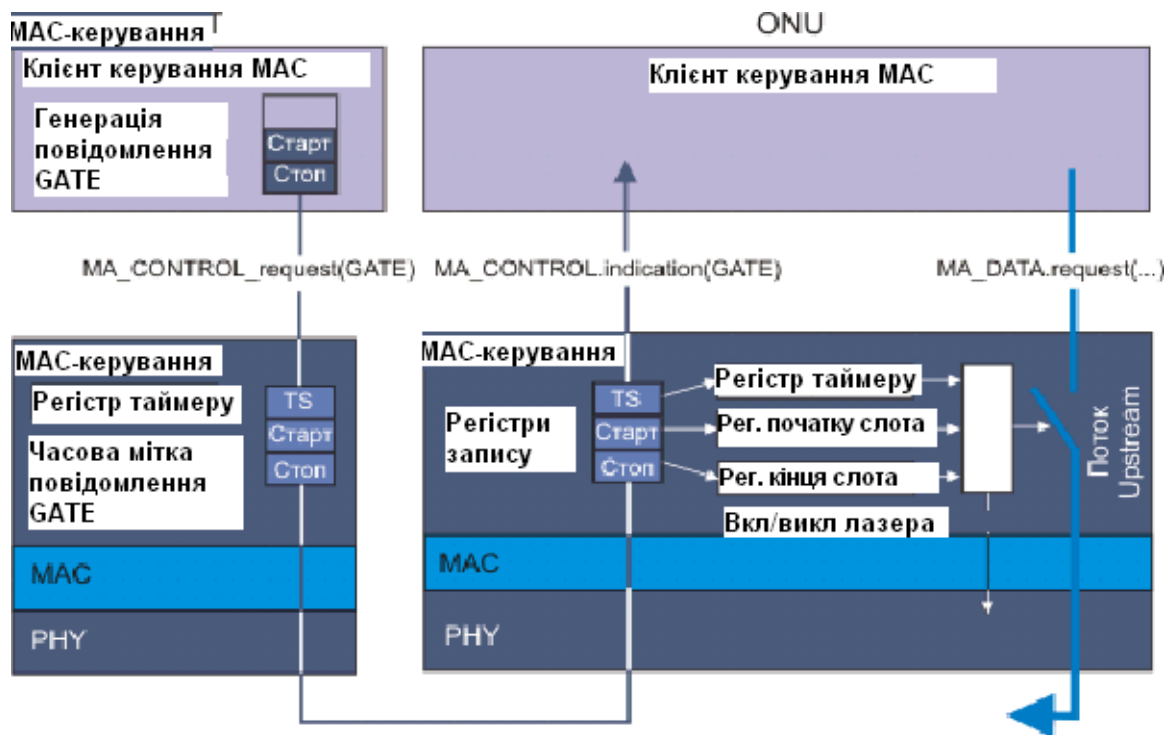 МАС-керування
ONU
Клієнт керування МАС
Генерація
повідомлення
GATE
Старт
Стоп
Клієнт керування МАС
MA_CONTROL_request(GATE)
MA_CONTROL.indication(GATE)
MA_DATA.request(...)
МАС-керування
Регістр таймеру
Часова мітка
повідомлення
GATE
TS
Старт
Стоп
MAC
PHY
МАС-керування
Регістри
запису
TS
Старт
Стоп
Регістр таймеру
Рег. початку слота
Рег. кінця слота
Вкл/викл лазера
Поток
Upstream
MAC
PHY